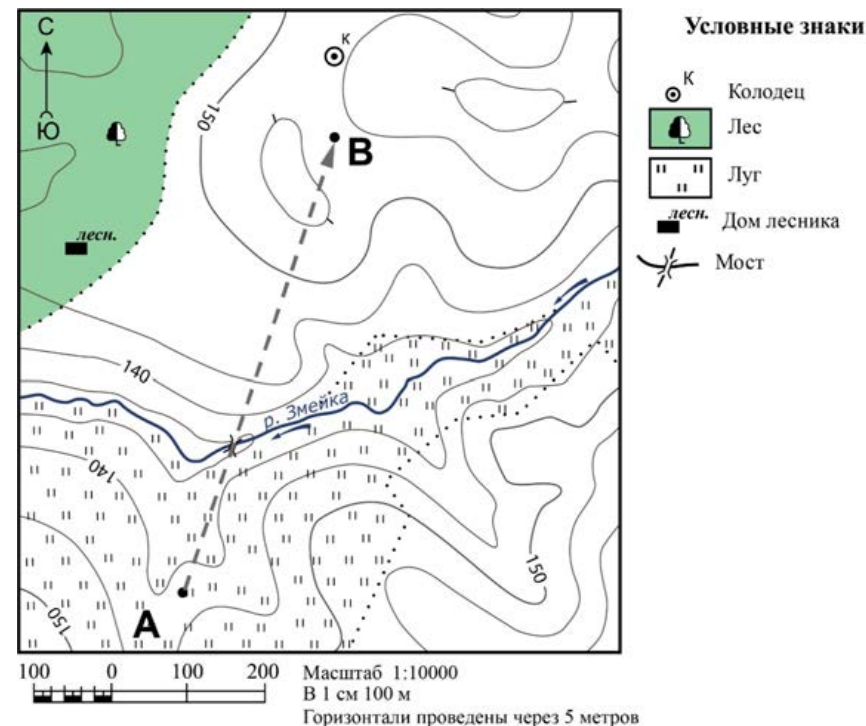 С
Ю
К
150
В
лесн.
140
р. Змейка
140
150
А
150
Условные знаки
К
Колодец
Лес
Луг
лесн.
Дом лесника
Мост
100 0 100 200
Масштаб 1:10000
В 1 см 100 м
Горизонтали проведены через 5 метров